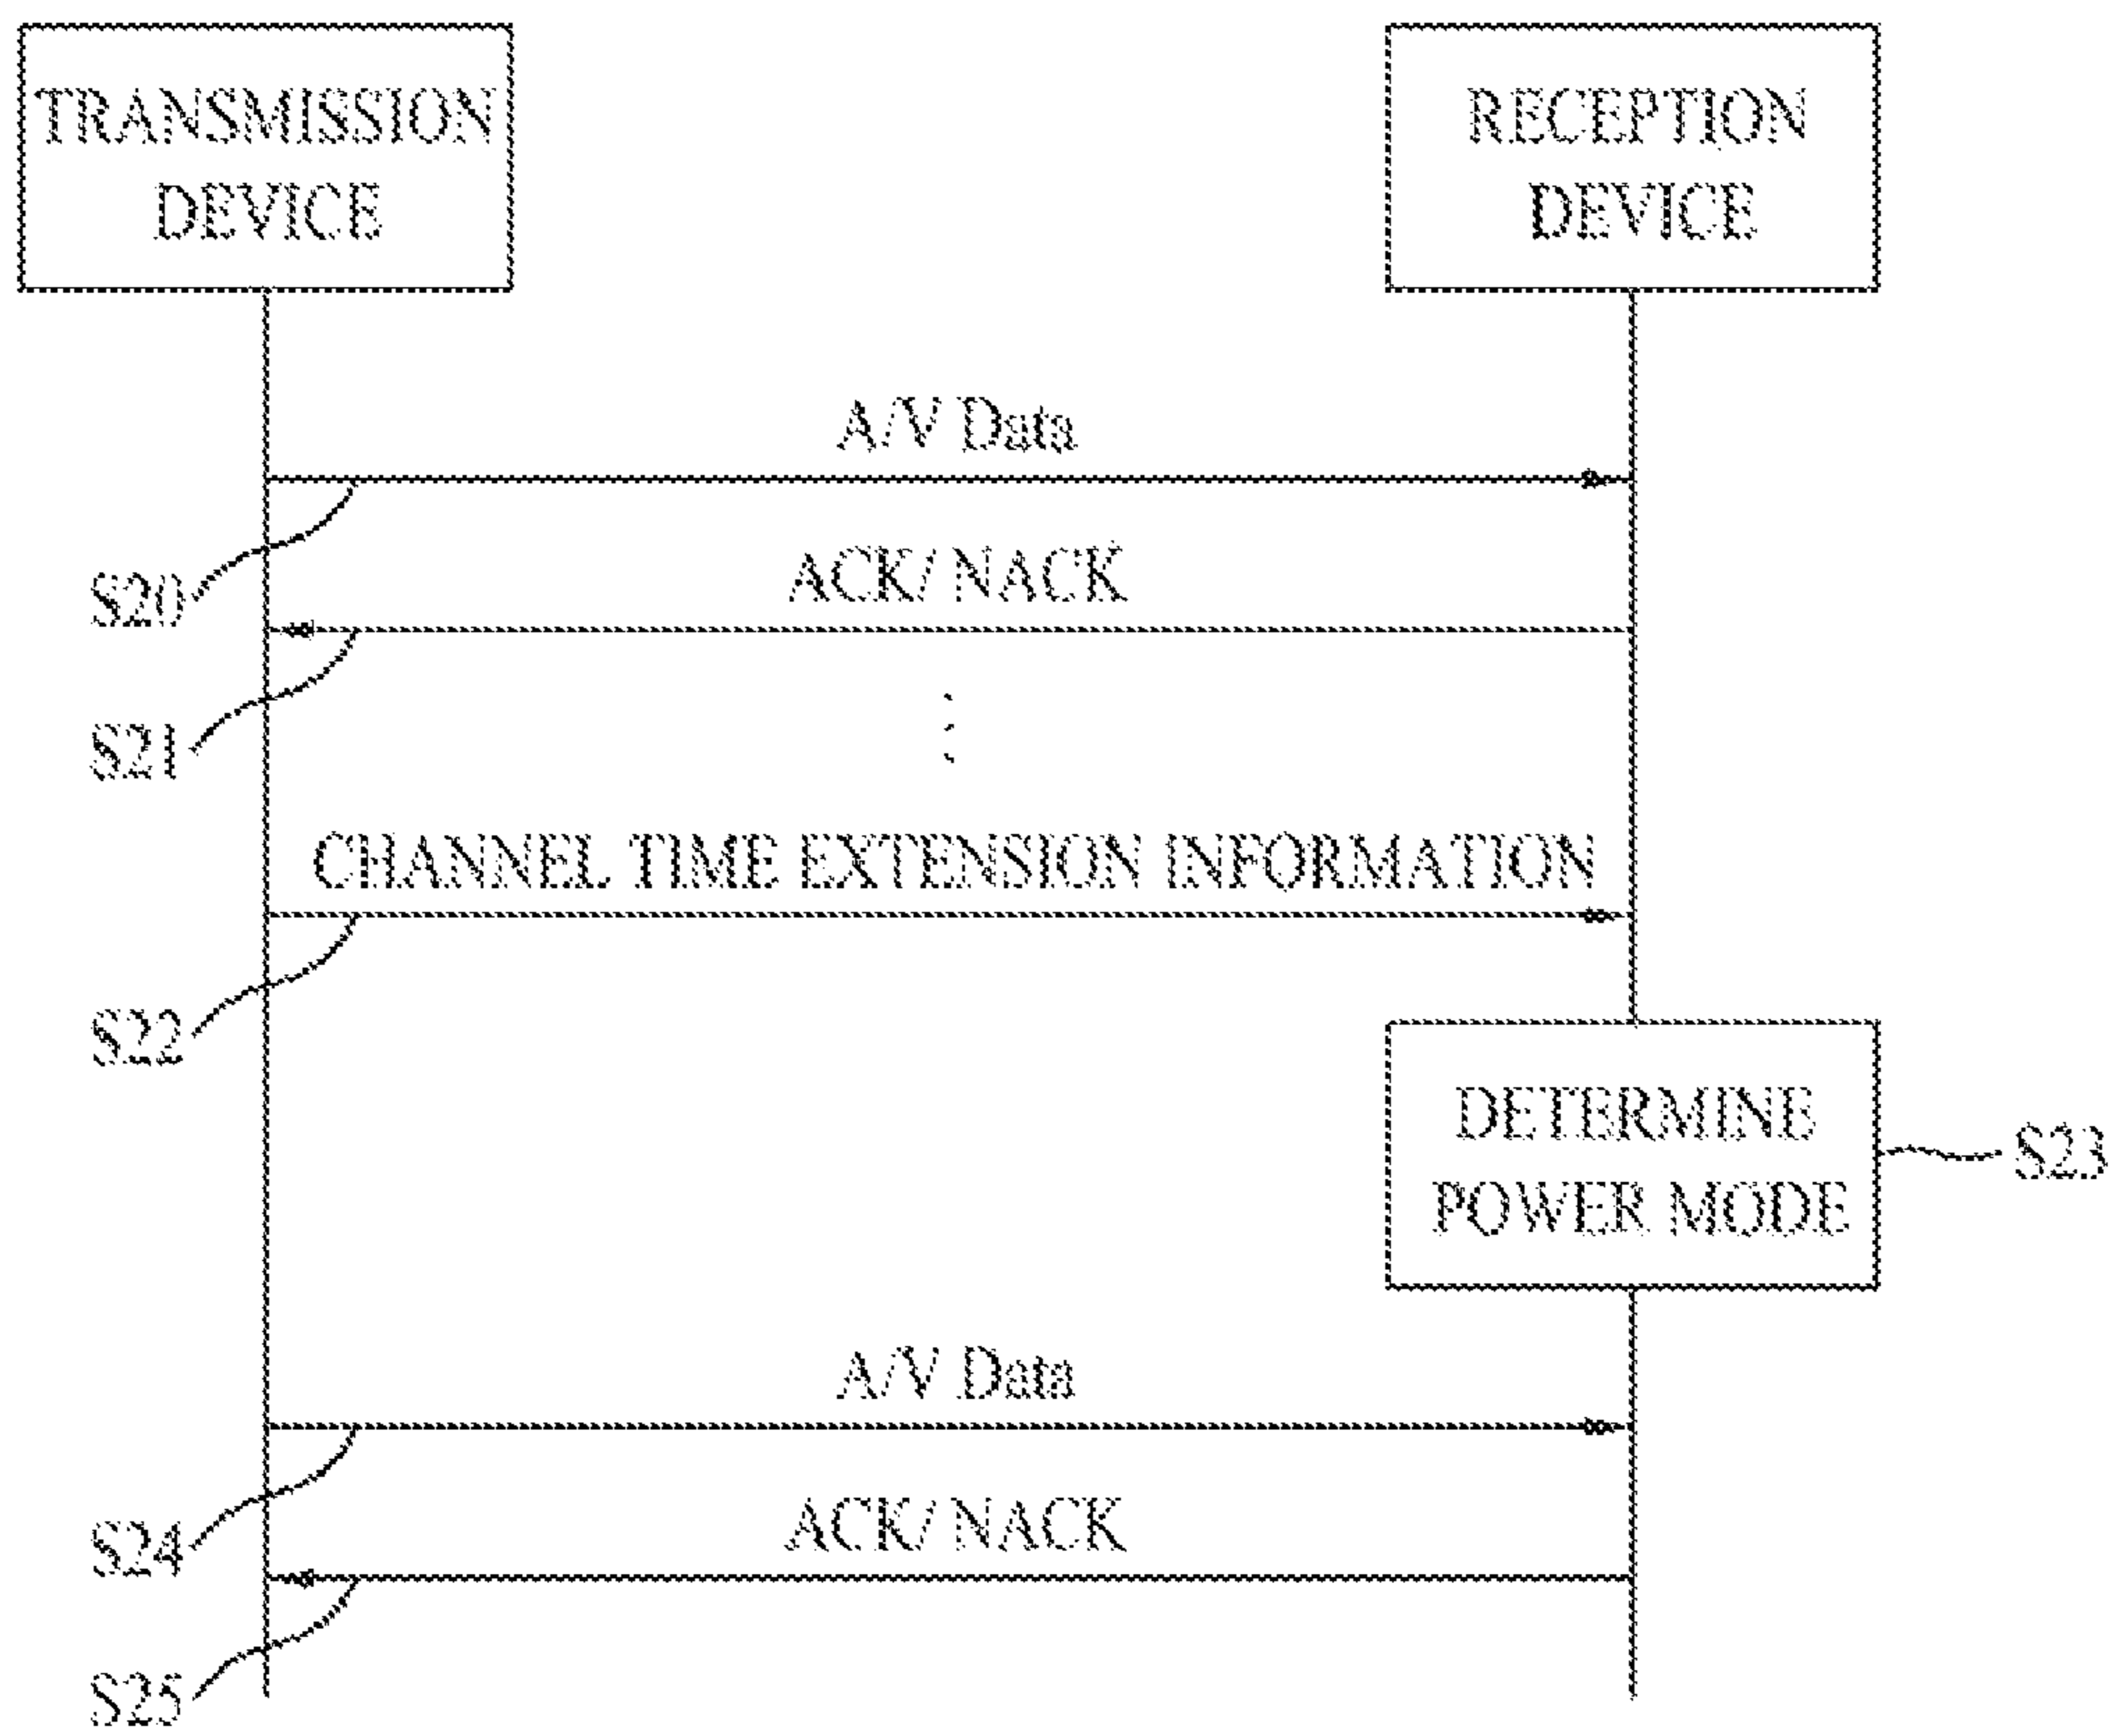 TRANSMISSION
DEVICE
RECEPTION
DEVICE
A/V Data
S20
ACK/ NACK
S21
CHANNEL TIME EXTENSION INFORMATION
S22
DETERMINE
POWER MODE
S23
A/V Data
S24
ACK/ NACK
S25